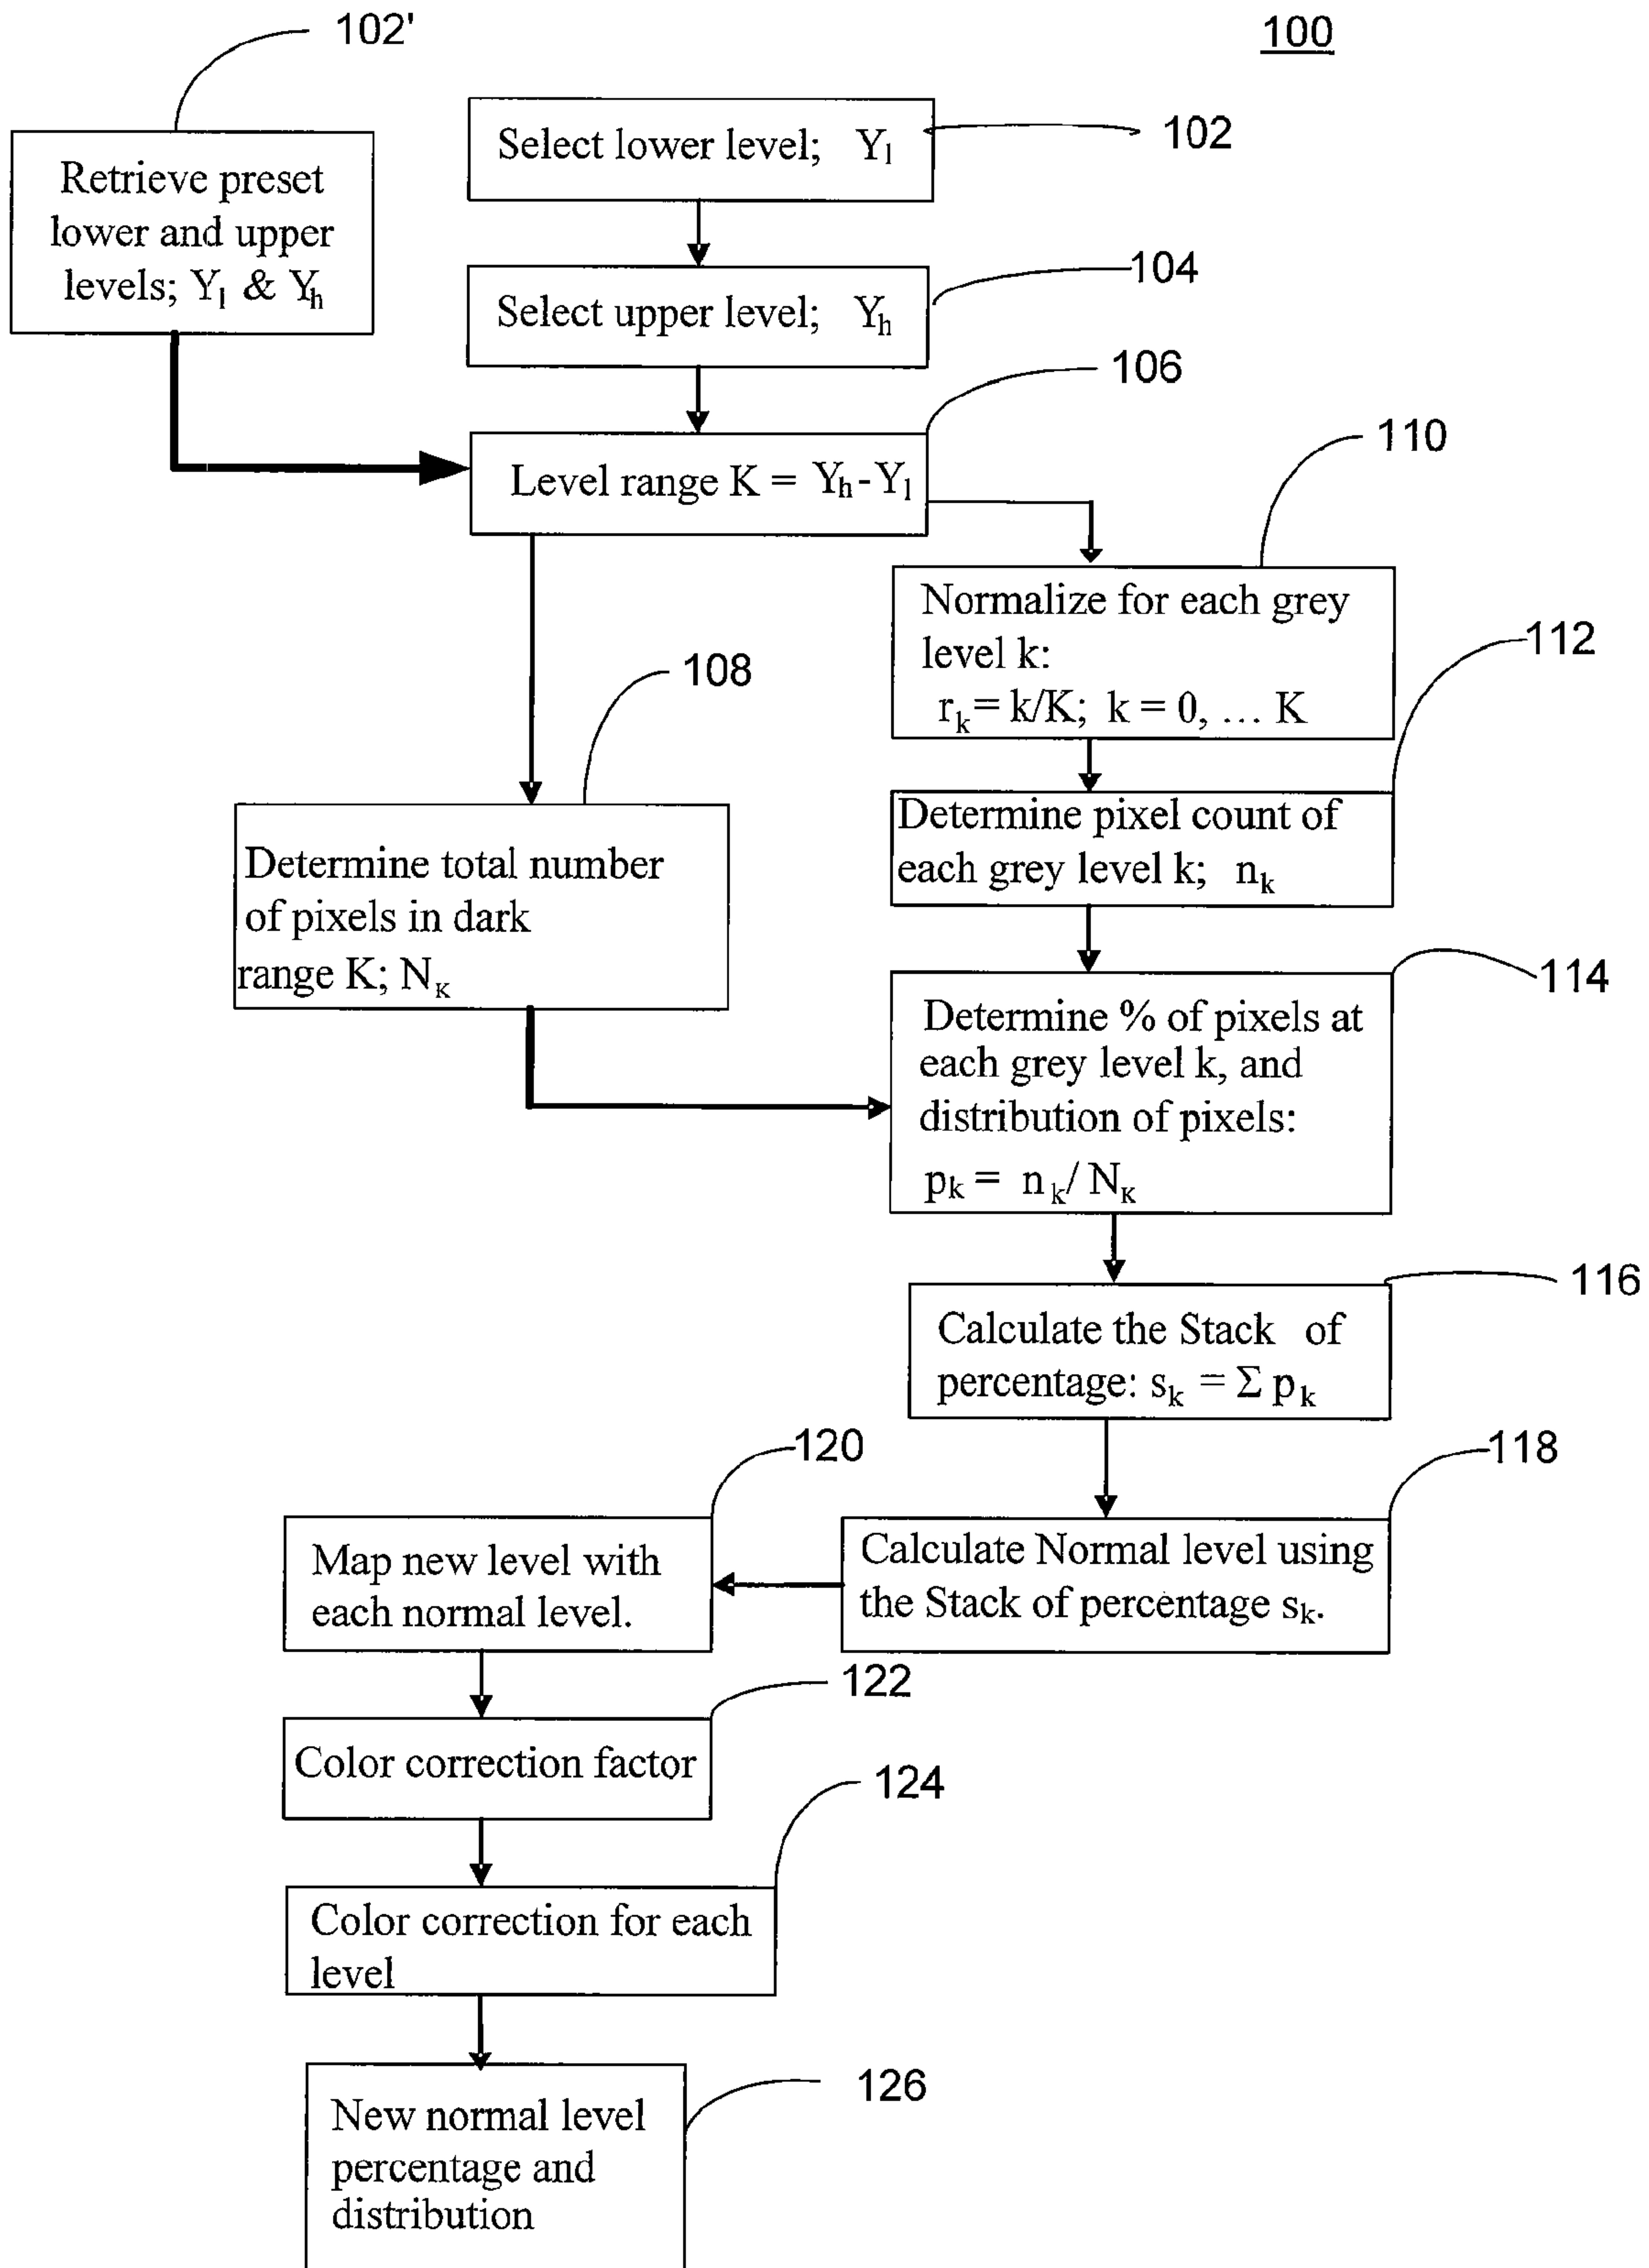 102'
100
Select lower level; Yl
102
Retrieve preset
lower and upper
levels; Yl & Yh
Select upper level; Yh
104
106
Level range K = Yh-Yl
110
Normalize for each grey
level k:
rk= k/K; k = 0, … K
112
108
Determine total number
of pixels in dark
range K; NK
Determine pixel count of
each grey level k; nk
114
Determine % of pixels at
each grey level k, and
distribution of pixels:
pk = nk/ NK
116
Calculate the Stack of
percentage: sk = Σ pk
118
Calculate Normal level using
the Stack of percentage sk.
120
Map new level with
each normal level.
122
Color correction factor
124
Color correction for each
level
126
New normal level
percentage and
distribution